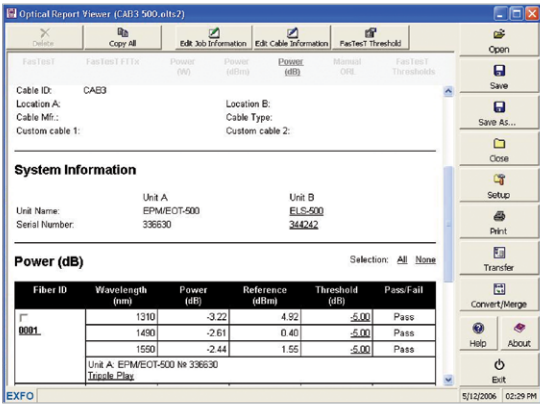 Optical Report Viewer (CAB3 500.olts2)
Delete Copy All Edit Job Information Edit Cable Information FasTesT Threshold
FasTesT FasTesT FTTx Power (W) Power (dBm) Power (dB) Manual ORL FasTesT Thresholds
Cable ID: CAB3
Location A: Location B:
Cable Mfr.: Cable Type:
Custom cable 1: Custom cable 2:
System Information
Unit A Unit B
Unit Name: EPM/EOT-500 ELS-500
Serial Number: 336630 344242
Power (dB) Selection: All None
Fiber ID Wavelength (nm) Power (dB) Reference (dBm) Threshold (dB) Pass/Fail
0001
1310 -3.22 4.92 -5.00 Pass
1490 -2.61 0.40 -5.00 Pass
1550 -2.44 1.55 -5.00 Pass
Unit A: EPM/EOT-500 № 336630
Tripple Play
Open
Save
Save As...
Close
Setup
Print
Transfer
Convert/Merge
Help About
Exit
EXFO 5/12/2006 02:29 PM